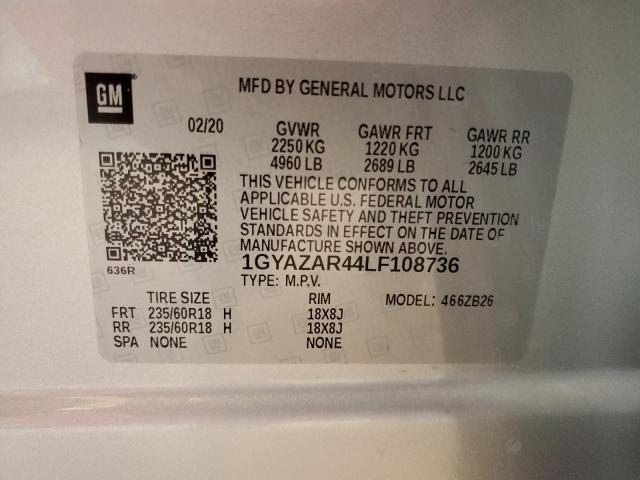 GM
MFD BY GENERAL MOTORS LLC
02/20 GVWR GAWR FRT GAWR RR
2250 KG 1220 KG 1200 KG
4960 LB 2689 LB 2645 LB
THIS VEHICLE CONFORMS TO ALL
APPLICABLE U.S. FEDERAL MOTOR
VEHICLE SAFETY AND THEFT PREVENTION
STANDARDS IN EFFECT ON THE DATE OF
MANUFACTURE SHOWN ABOVE.
636R 1GYAZAR44LF108736
TYPE: M.P.V.
TIRE SIZE RIM MODEL: 466ZB26
FRT 235/60R18 H 18X8J
RR 235/60R18 H 18X8J
SPA NONE NONE